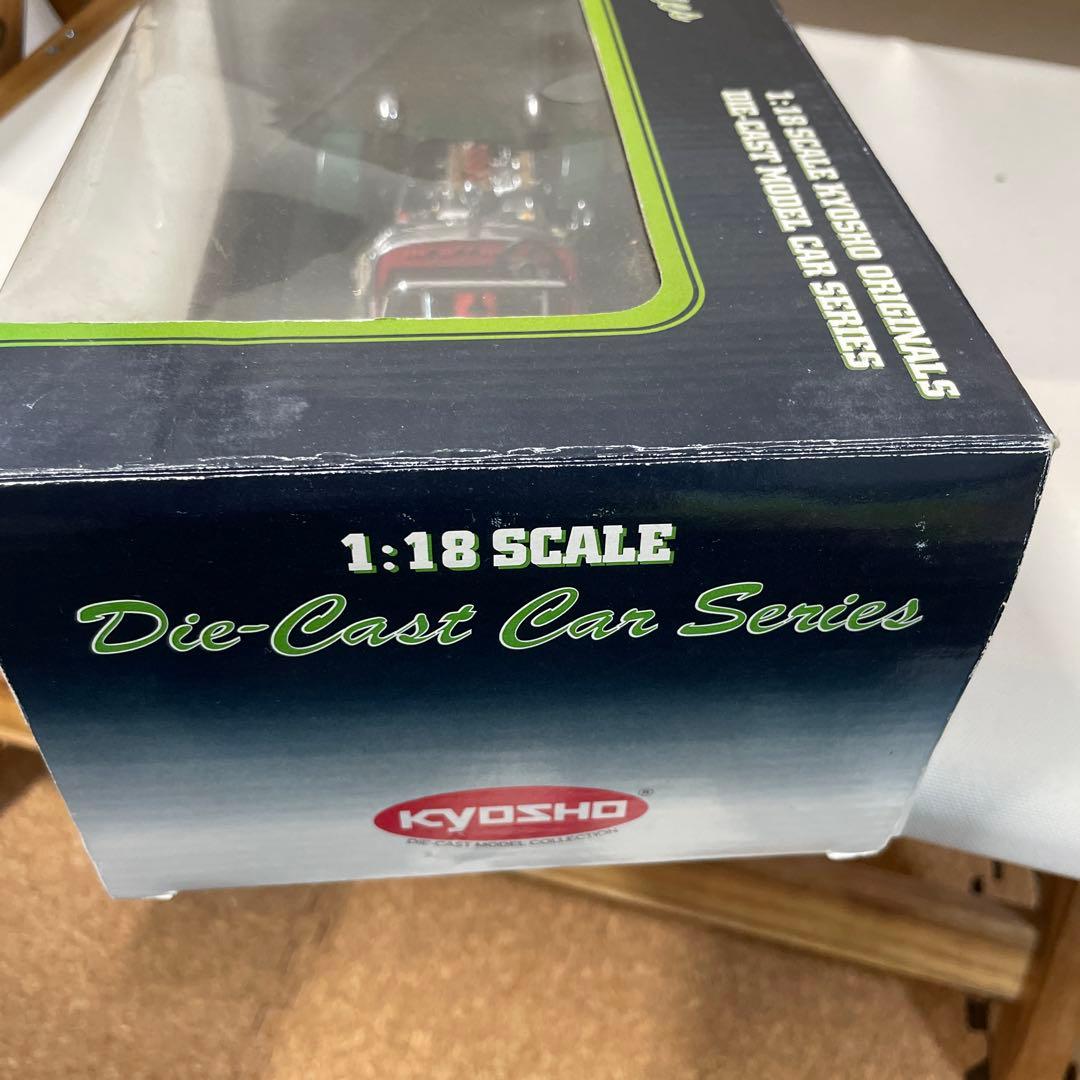 1:18 SCALE KYOSHO ORIGINALS
DIE-CAST MODEL CAR SERIES
1:18 SCALE
Die-Cast Car Series
KYOSHO®
DIE-CAST MODEL COLLECTION